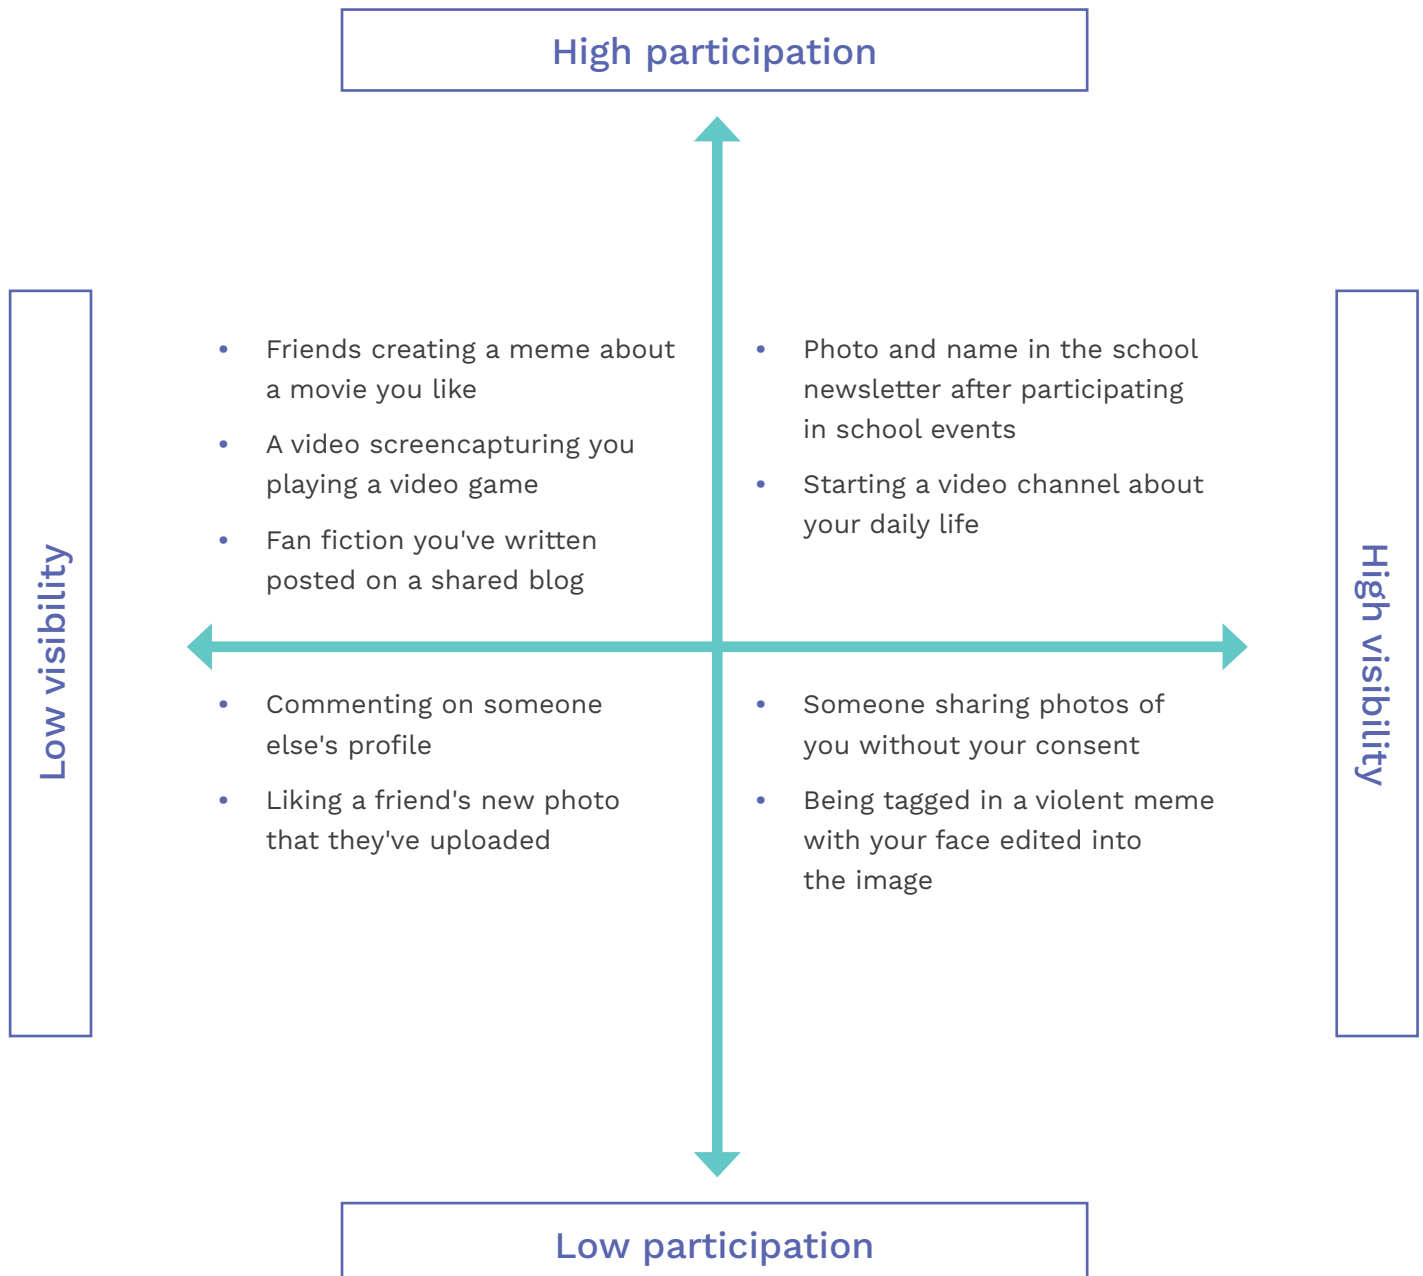 High participation
Low visibility
• Friends creating a meme about
a movie you like
• A video screencapturing you
playing a video game
• Fan fiction you've written
posted on a shared blog
• Photo and name in the school
newsletter after participating
in school events
• Starting a video channel about
your daily life
• Commenting on someone
else's profile
• Liking a friend's new photo
that they've uploaded
• Someone sharing photos of
you without your consent
• Being tagged in a violent meme
with your face edited into
the image
High visibility
Low participation